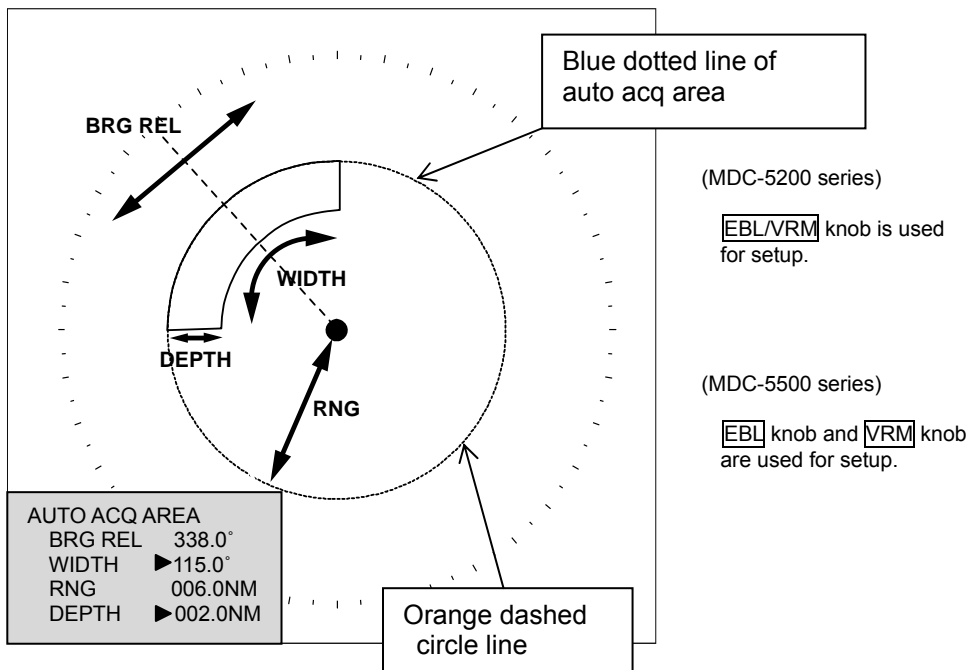 Blue dotted line of
auto acq area
BRG REL
(MDC-5200 series)
EBL/VRM knob is used
for setup.
WIDTH
DEPTH
(MDC-5500 series)
RNG
EBL knob and VRM knob
are used for setup.
AUTO ACQ AREA
BRG REL 338.0°
WIDTH ▶115.0°
RNG 006.0NM
DEPTH ▶002.0NM
Orange dashed
circle line